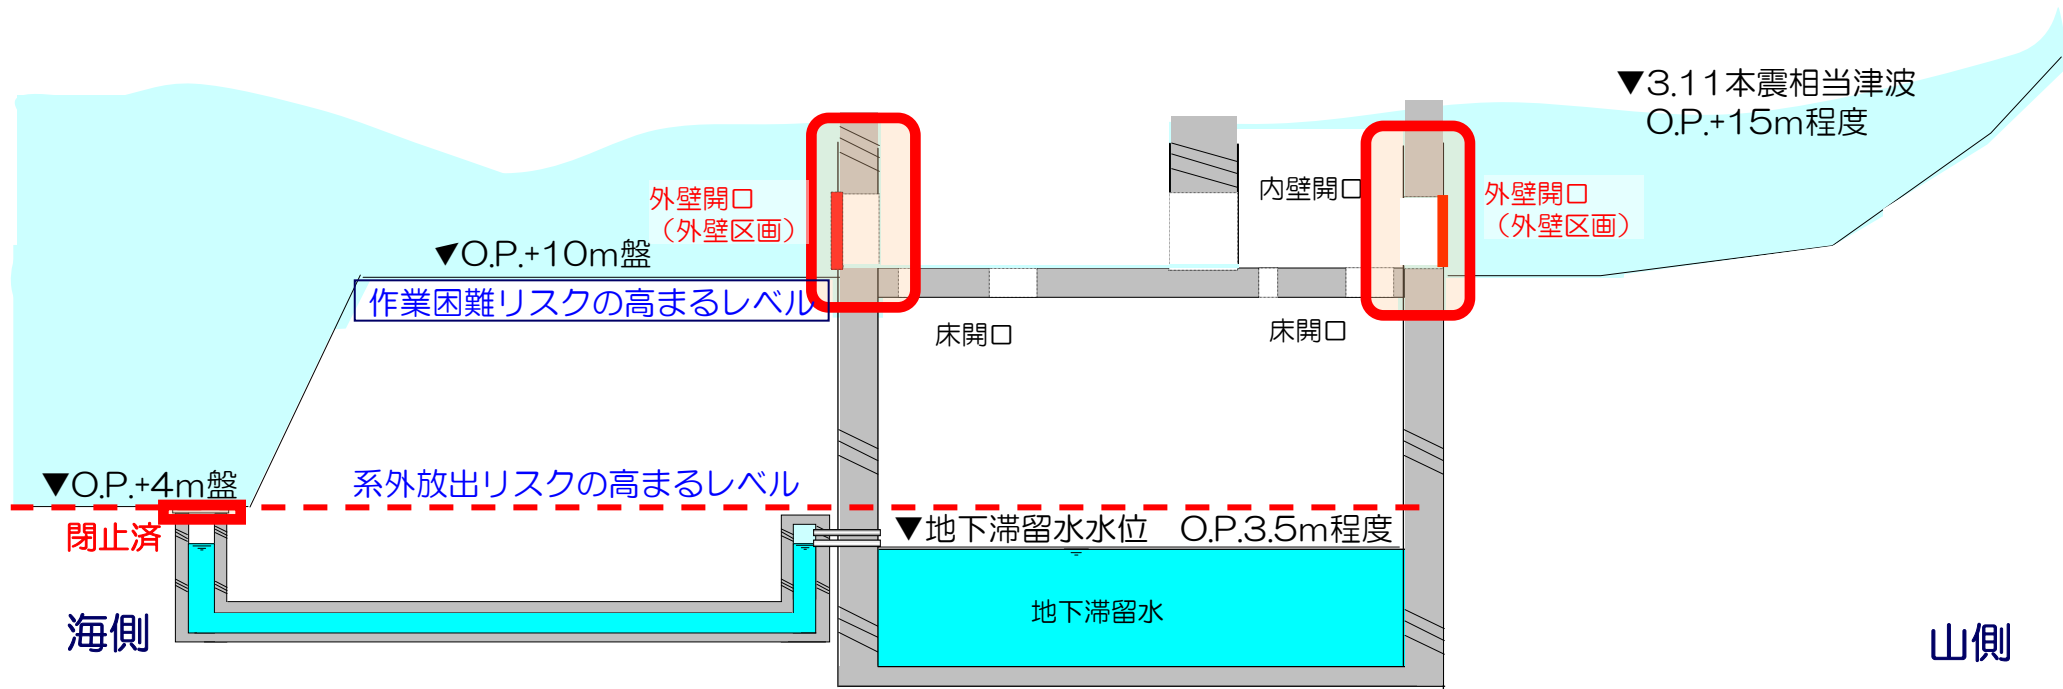 ▼3.11本震相当津波
O.P.+15m程度
外壁開口
（外壁区画）
内壁開口
外壁開口
（外壁区画）
▼O.P.+10m盤
作業困難リスクの高まるレベル
床開口
床開口
▼O.P.+4m盤
系外放出リスクの高まるレベル
閉止済
▼地下滞留水水位　O.P.3.5m程度
地下滞留水
海側
山側